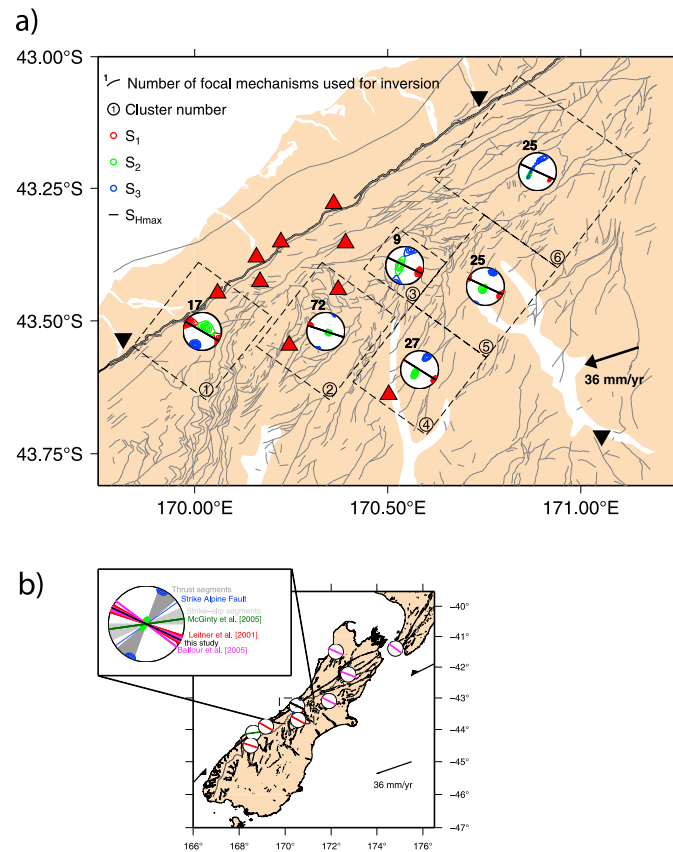 a)
43.00°S
43.25°S
43.50°S
43.75°S
170.00°E
170.50°E
171.00°E
1 Number of focal mechanisms used for inversion
1 Cluster number
S1
S2
S3
SHmax
25
9
25
17
72
27
6
3
5
1
2
4
36 mm/yr
b)
Thrust segments
Strike Alpine Fault
Strike-slip segments
McGinty et al. [2005]
Leitner et al. [2001]
this study
Balfour et al. [2005]
-40°
-41°
-42°
-43°
-44°
-45°
-46°
-47°
36 mm/yr
166°
168°
170°
172°
174°
176°